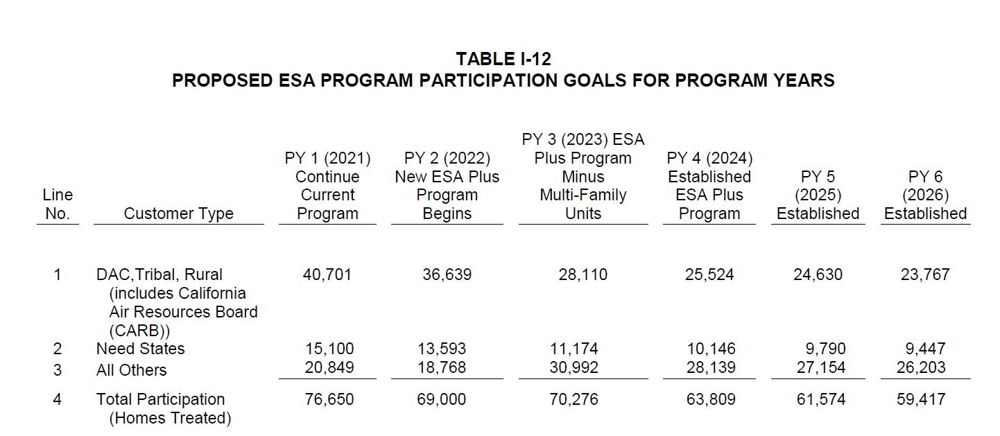 TABLE I-12
PROPOSED ESA PROGRAM PARTICIPATION GOALS FOR PROGRAM YEARS
Line No. Customer Type PY 1 (2021) Continue Current Program PY 2 (2022) New ESA Plus Program Begins PY 3 (2023) ESA Plus Program Minus Multi-Family Units PY 4 (2024) Established ESA Plus Program PY 5 (2025) Established PY 6 (2026) Established
1 DAC,Tribal, Rural 40,701 36,639 28,110 25,524 24,630 23,767
(includes California
Air Resources Board
(CARB))
2 Need States 15,100 13,593 11,174 10,146 9,790 9,447
3 All Others 20,849 18,768 30,992 28,139 27,154 26,203
4 Total Participation 76,650 69,000 70,276 63,809 61,574 59,417
(Homes Treated)